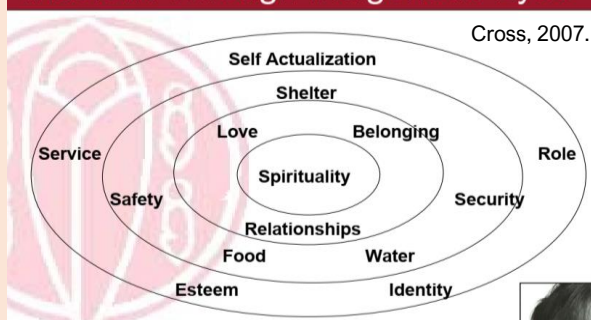 Cross, 2007.
Self Actualization
Shelter
Love Belonging
Service Role
Spirituality
Safety Security
Relationships
Food Water
Esteem Identity